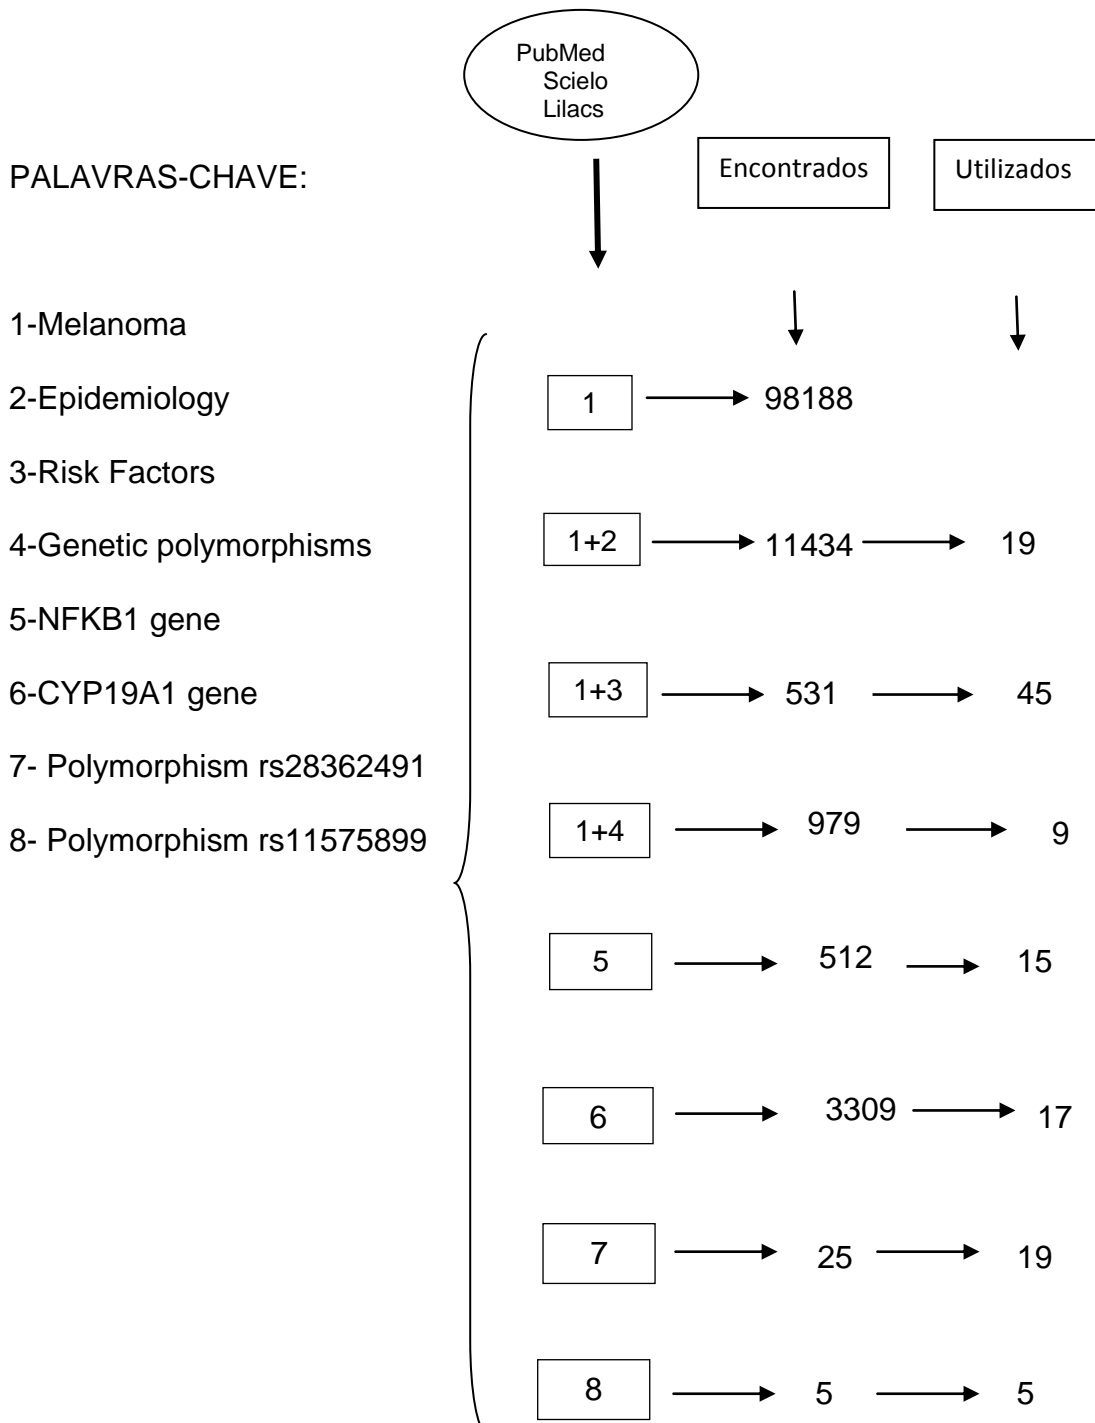 PubMed
Scielo
Lilacs
PALAVRAS-CHAVE:
Encontrados
Utilizados
1-Melanoma
2-Epidemiology
3-Risk Factors
4-Genetic polymorphisms
5-NFKB1 gene
6-CYP19A1 gene
7- Polymorphism rs28362491
8- Polymorphism rs11575899
1 98188
1+2 11434 19
1+3 531 45
1+4 979 9
5 512 15
6 3309 17
7 25 19
8 5 5